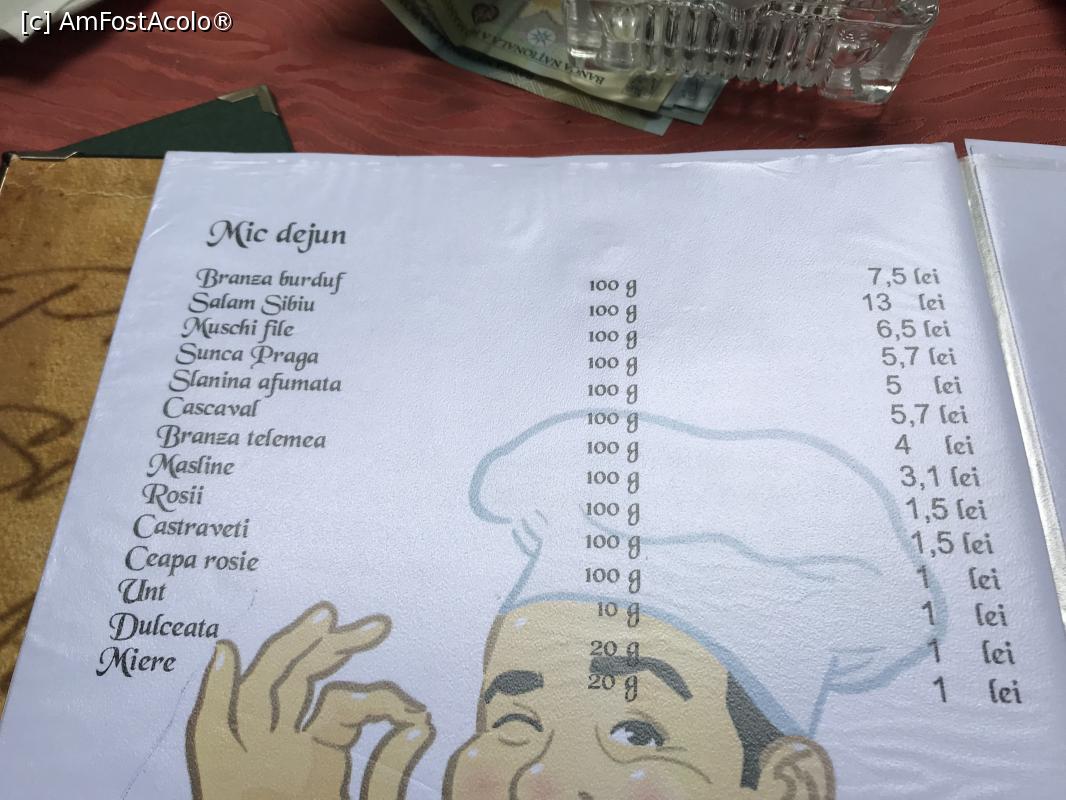 [c] AmFostAcolo®
BANCA NAȚIONALĂ A
Mic dejun
Branza burduf 100 g 7,5 lei
Salam Sibiu 100 g 13 lei
Muschi file 100 g 6,5 lei
Sunca Praga 100 g 5,7 lei
Slanina afumata 100 g 5 lei
Cascaval 100 g 5,7 lei
Branza telemea 100 g 4 lei
Masline 100 g 3,1 lei
Rosii 100 g 1,5 lei
Castraveti 100 g 1,5 lei
Ceapa rosie 100 g 1 lei
Unt 10 g 1 lei
Dulceata 20 g 1 lei
Miere 20 g 1 lei